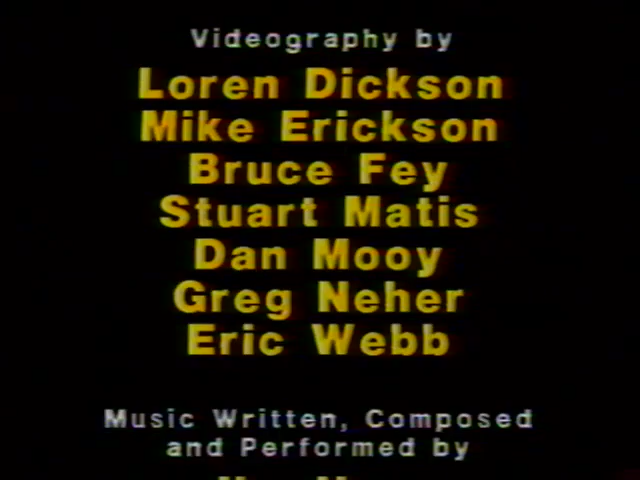 Videography by
Loren Dickson
Mike Erickson
Bruce Fey
Stuart Matis
Dan Mooy
Greg Neher
Eric Webb
Music Written, Composed
and Performed by